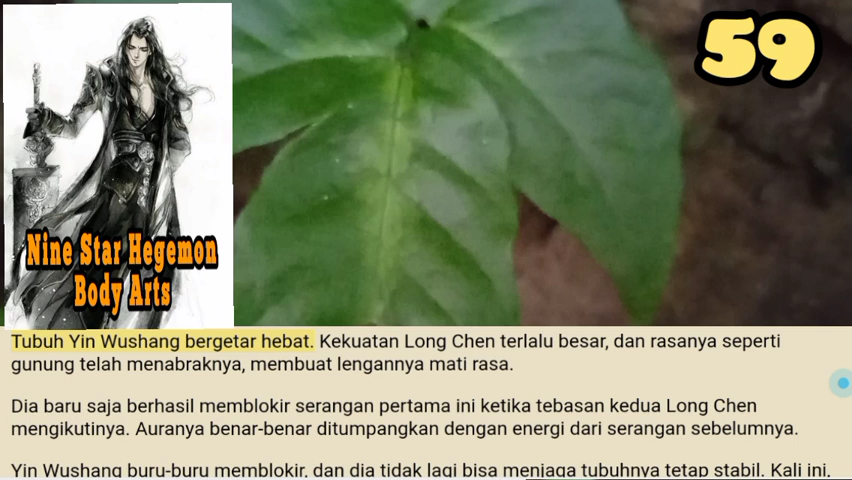 59
Nine Star Hegemon
Body Arts
Tubuh Yin Wushang bergetar hebat. Kekuatan Long Chen terlalu besar, dan rasanya seperti
gunung telah menabraknya, membuat lengannya mati rasa.
Dia baru saja berhasil memblokir serangan pertama ini ketika tebasan kedua Long Chen
mengikutinya. Auranya benar-benar ditumpangkan dengan energi dari serangan sebelumnya.
Yin Wushang buru-buru memblokir, dan dia tidak lagi bisa menjaga tubuhnya tetap stabil. Kali ini,